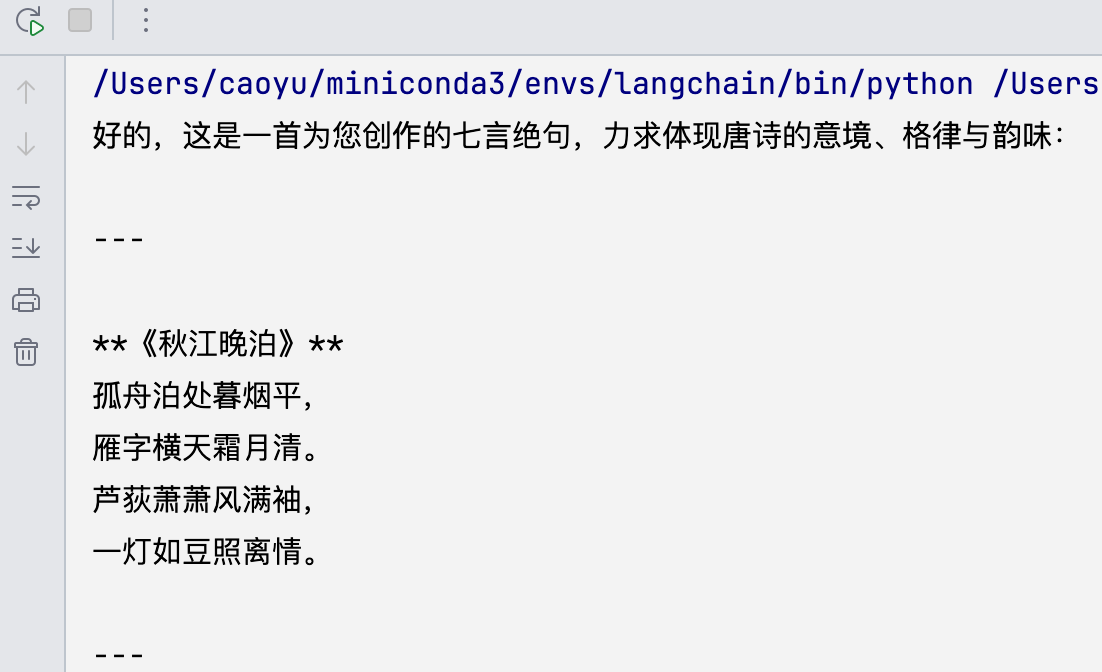 /Users/caoyu/miniconda3/envs/langchain/bin/python /Users
好的，这是一首为您创作的七言绝句，力求体现唐诗的意境、格律与韵味：
---
**《秋江晚泊》**
孤舟泊处暮烟平，
雁字横天霜月清。
芦荻萧萧风满袖，
一灯如豆照离情。
---